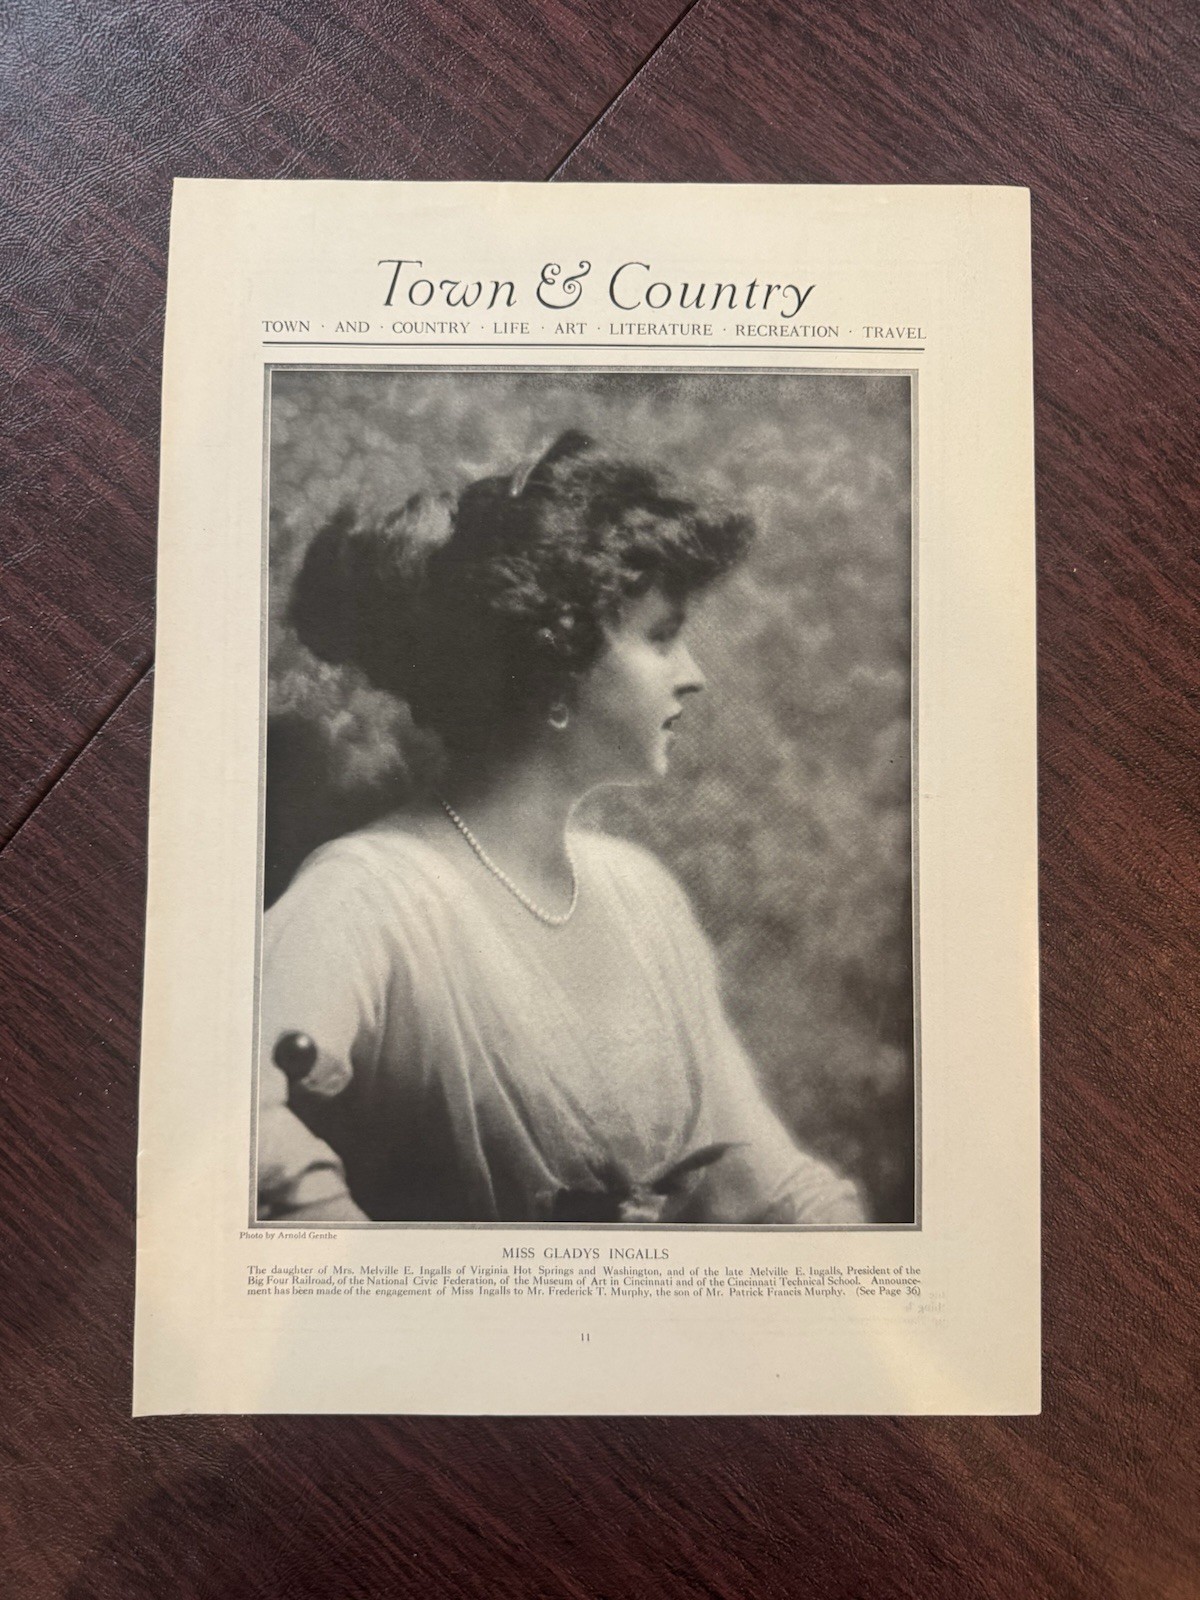 Town & Country
TOWN · AND · COUNTRY · LIFE · ART · LITERATURE · RECREATION · TRAVEL
Photo by Arnold Genthe
MISS GLADYS INGALLS
The daughter of Mrs. Melville E. Ingalls of Virginia Hot Springs and Washington, and of the late Melville E. Ingalls, President of the
Big Four Railroad, of the National Civic Federation, of the Museum of Art in Cincinnati and of the Cincinnati Technical School. Announce-
ment has been made of the engagement of Miss Ingalls to Mr. Frederick T. Murphy, the son of Mr. Patrick Francis Murphy. (See Page 36)
11